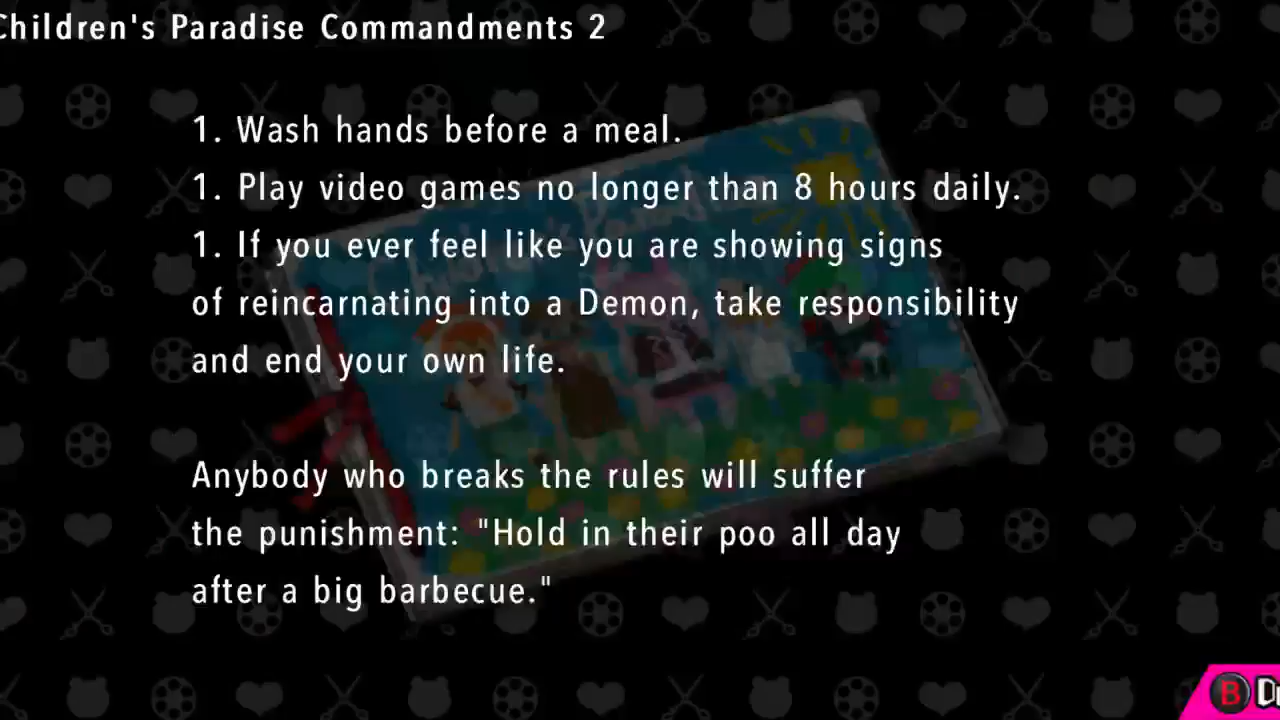 Children's Paradise Commandments 2
1. Wash hands before a meal.
1. Play video games no longer than 8 hours daily.
1. If you ever feel like you are showing signs
of reincarnating into a Demon, take responsibility
and end your own life.
Anybody who breaks the rules will suffer
the punishment: "Hold in their poo all day
after a big barbecue."
B